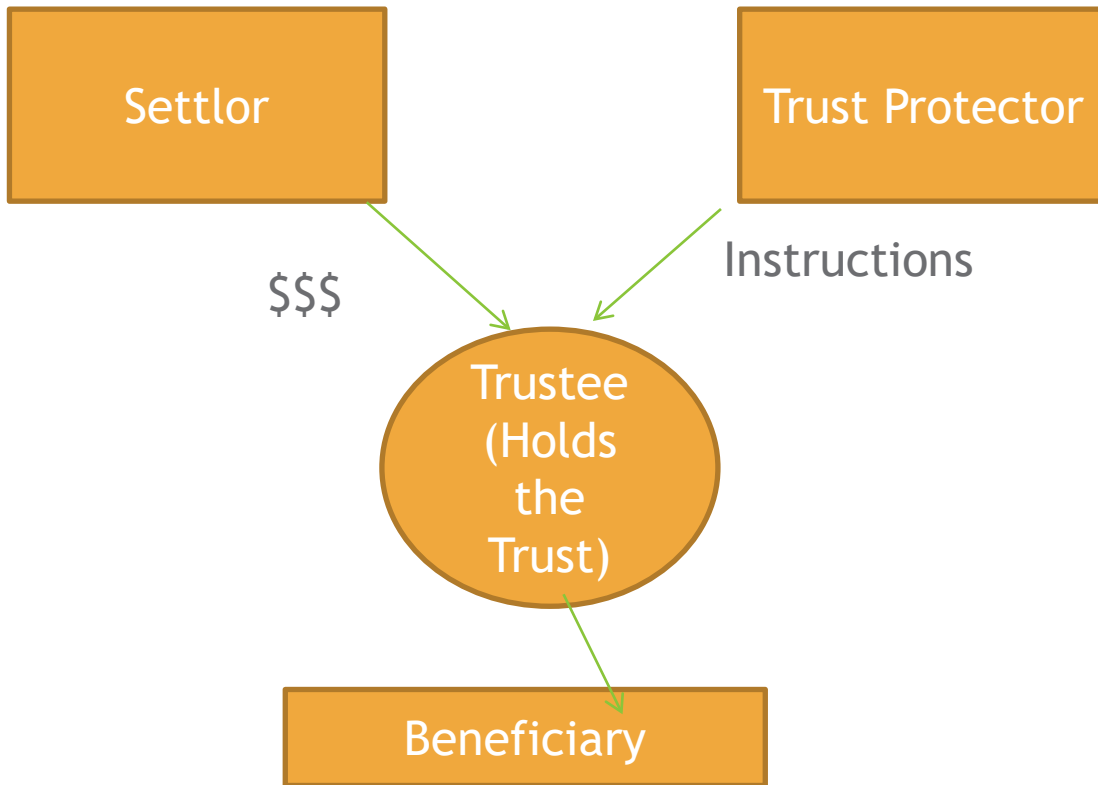 Settlor
Trust Protector
Instructions
$$$
Trustee
(Holds
the
Trust)
Beneficiary